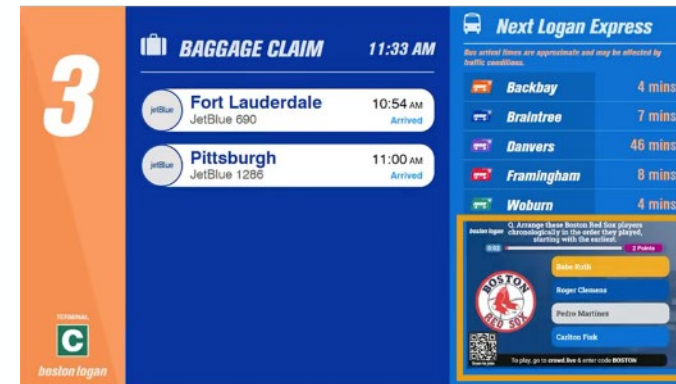 3
TERMINAL
C
boston logan
BAGGAGE CLAIM 11:33 AM
jetBlue
Fort Lauderdale 10:54 AM
JetBlue 690 Arrived
jetBlue
Pittsburgh 11:00 AM
JetBlue 1286 Arrived
Next Logan Express
Bus arrival times are approximate and may be affected by
traffic conditions.
Backbay 4 mins
Braintree 7 mins
Danvers 46 mins
Framingham 8 mins
Woburn 4 mins
boston logan
Q. Arrange these Boston Red Sox players
chronologically in the order they played,
starting with the earliest.
0:02 2 Points
BOSTON
RED SOX
Babe Ruth
Roger Clemens
Pedro Martinez
Carlton Fisk
Scan to play
To play, go to crowd.live & enter code BOSTON